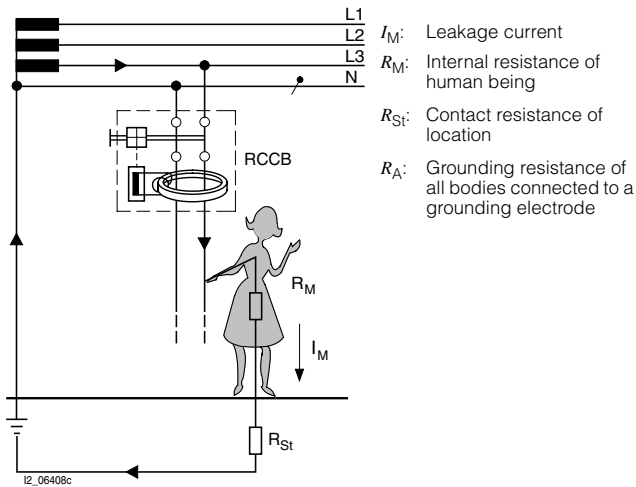 L1
L2
L3
N
RCCB
R_M
I_M
R_St
I2_06408c
I_M: Leakage current
R_M: Internal resistance of
human being
R_St: Contact resistance of
location
R_A: Grounding resistance of
all bodies connected to a
grounding electrode